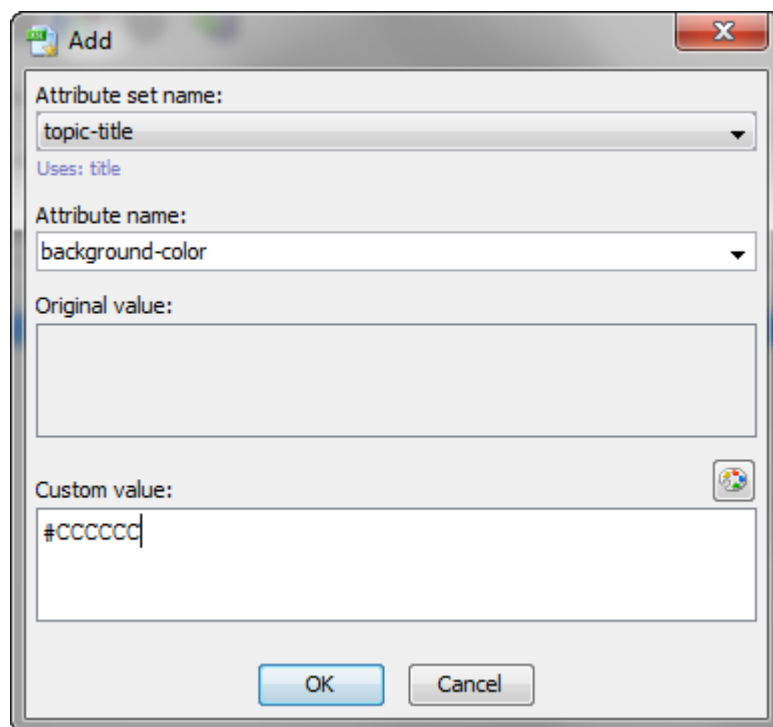 Add
Attribute set name:
topic-title
Uses: title
Attribute name:
background-color
Original value:
Custom value:
#CCCCCC
OK Cancel